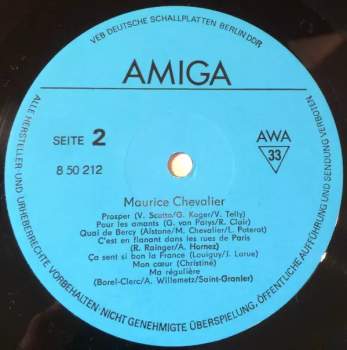 VEB DEUTSCHE SCHALLPLATTEN BERLIN DDR
AMIGA
SEITE 2
8 50 212
AWA
33
Maurice Chevalier
Prosper (V. Scotto/G. Koger/V. Telly)
Pour les amants (G. van Parys/R. Clair)
Quai de Bercy (Alstone/M. Chevalier/L. Poterat)
C'est en flanant dans les rues de Paris
(R. Rainger/A. Hornez)
Ça sent si bon la France (Louiguy/J. Larue)
Mon cœur (Christiné)
Ma régulière
(Borel-Clerc/A. Willemetz/Saint-Granier)
ALLE HERSTELLER- UND URHEBERRECHTE VORBEHALTEN · NICHT GENEHMIGTE ÜBERSPIELUNG, ÖFFENTLICHE AUFFÜHRUNG UND SENDUNG VERBOTEN